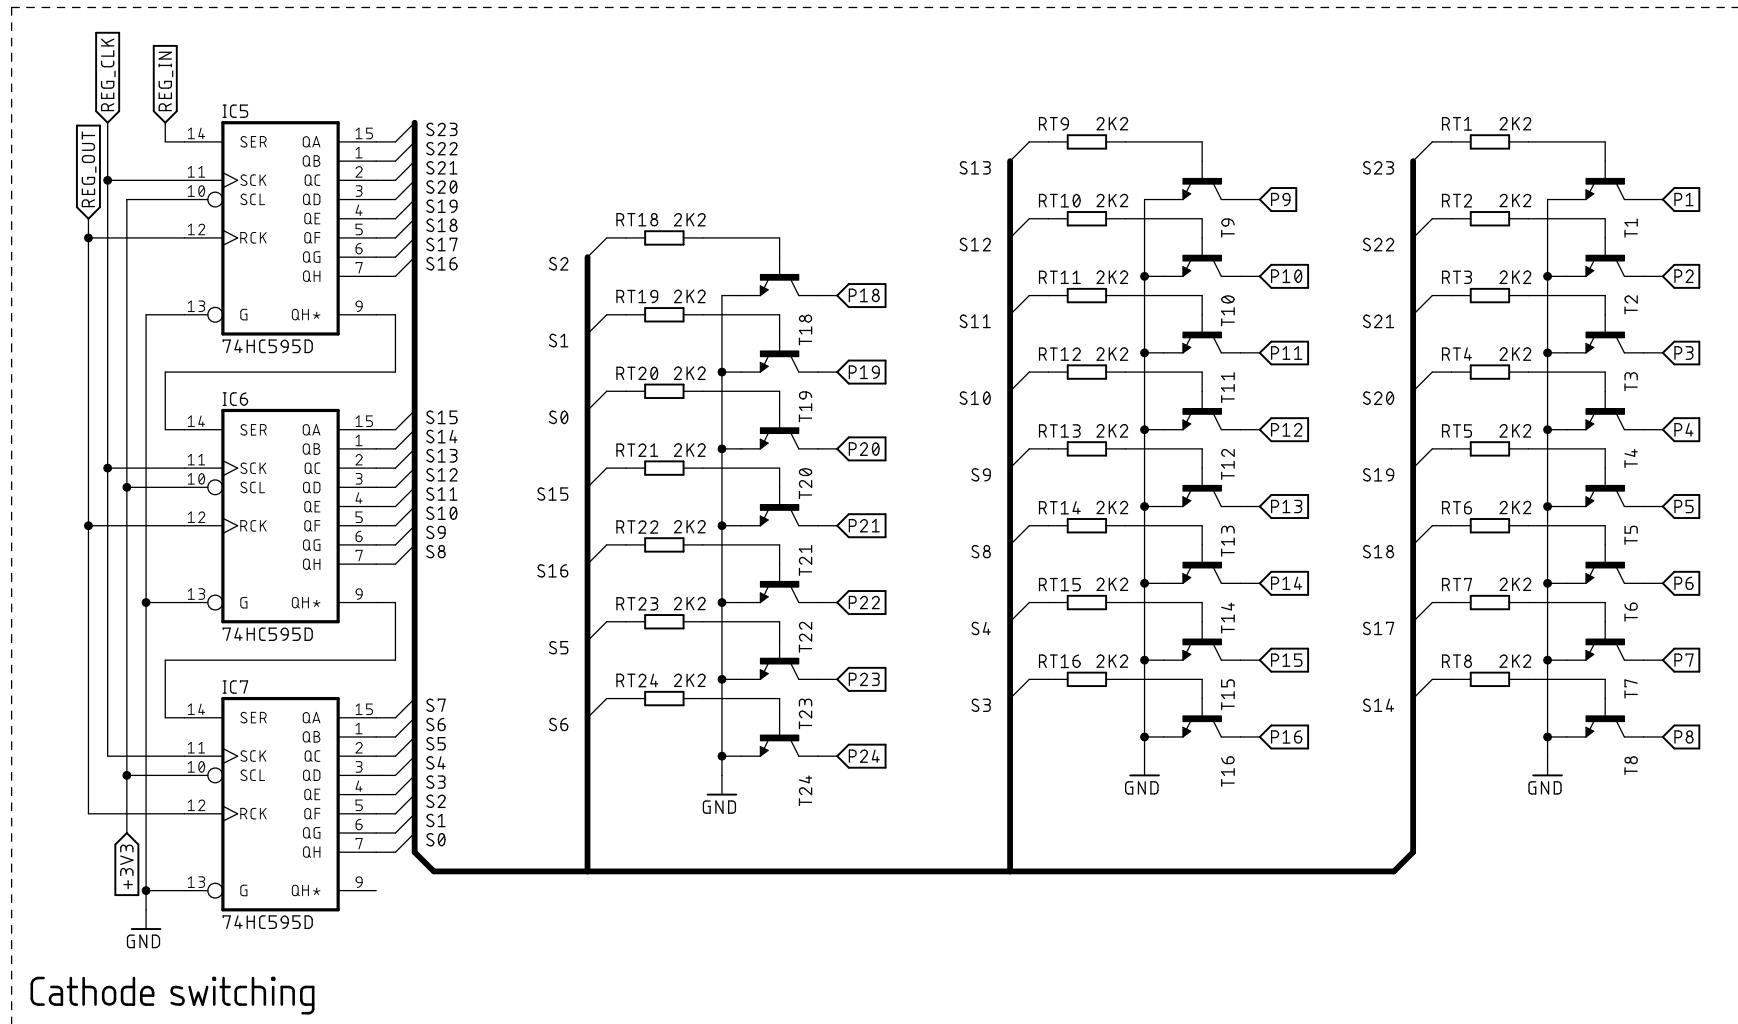 REG_CLK
REG_IN
REG_OUT
IC5
14 SER QA 15 S23
QB 1 S22
11 SCK QC 2 S21
10 SCL QD 3 S20
QE 4 S19
12 RCK QF 5 S18
QG 6 S17
QH 7 S16
13 G QH* 9
74HC595D
IC6
14 SER QA 15 S15
QB 1 S14
11 SCK QC 2 S13
10 SCL QD 3 S12
QE 4 S11
12 RCK QF 5 S10
QG 6 S9
QH 7 S8
13 G QH* 9
74HC595D
IC7
14 SER QA 15 S7
QB 1 S6
11 SCK QC 2 S5
10 SCL QD 3 S4
QE 4 S3
12 RCK QF 5 S2
QG 6 S1
QH 7 S0
+3V3
13 G QH* 9
74HC595D
GND
RT18 2K2
S2
P18
T18
RT19 2K2
S1
P19
T19
RT20 2K2
S0
P20
T20
RT21 2K2
S15
P21
T21
RT22 2K2
S16
P22
T22
RT23 2K2
S5
P23
T23
RT24 2K2
S6
P24
T24
GND
RT9 2K2
S13
P9
T9
RT10 2K2
S12
P10
T10
RT11 2K2
S11
P11
T11
RT12 2K2
S10
P12
T12
RT13 2K2
S9
P13
T13
RT14 2K2
S8
P14
T14
RT15 2K2
S4
P15
T15
RT16 2K2
S3
P16
T16
GND
RT1 2K2
S23
P1
T1
RT2 2K2
S22
P2
T2
RT3 2K2
S21
P3
T3
RT4 2K2
S20
P4
T4
RT5 2K2
S19
P5
T5
RT6 2K2
S18
P6
T6
RT7 2K2
S17
P7
T7
RT8 2K2
S14
P8
T8
GND
Cathode switching